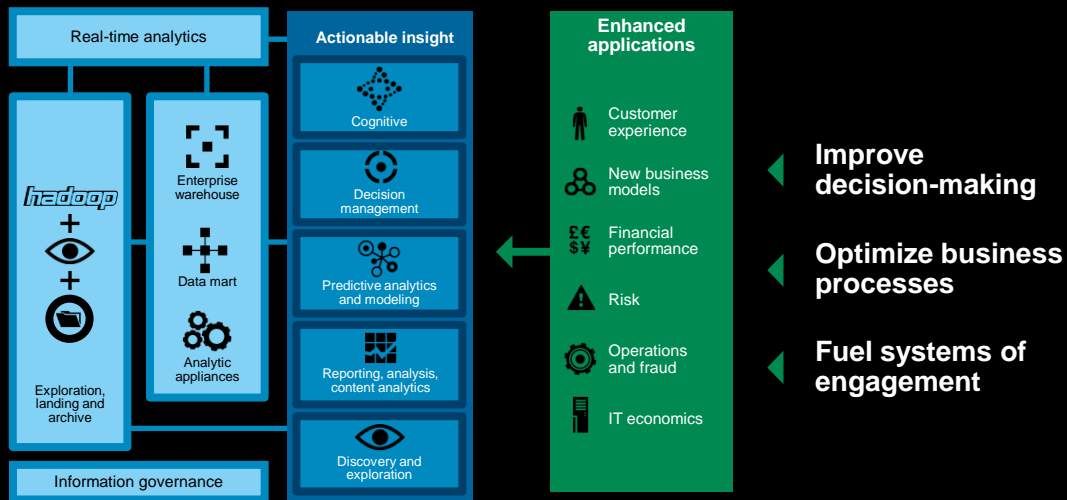 Real-time analytics
hadoop
+
+
Exploration,
landing and
archive
Enterprise
warehouse
Data mart
Analytic
appliances
Information governance
Actionable insight
Cognitive
Decision
management
Predictive analytics
and modeling
Reporting, analysis,
content analytics
Discovery and
exploration
Enhanced
applications
Customer
experience
New business
models
£€
$¥
Financial
performance
Risk
Operations
and fraud
IT economics
Improve
decision-making
Optimize business
processes
Fuel systems of
engagement